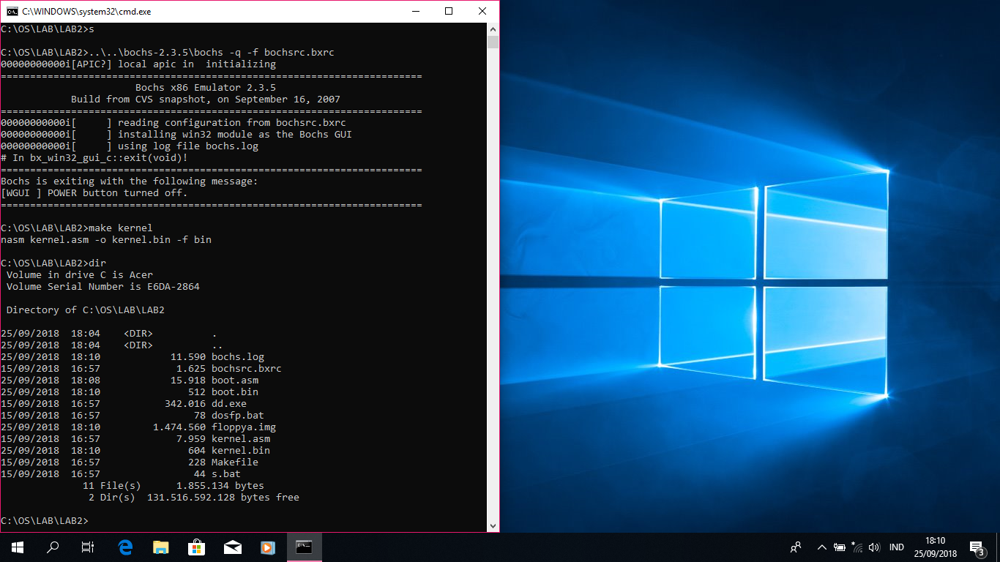 C:\WINDOWS\system32\cmd.exe
C:\OS\LAB\LAB2>s
C:\OS\LAB\LAB2>..\..\bochs-2.3.5\bochs -q -f bochsrc.bxrc
00000000000i[APIC?] local apic in  initializing
========================================================================
                       Bochs x86 Emulator 2.3.5
            Build from CVS snapshot, on September 16, 2007
========================================================================
00000000000i[     ] reading configuration from bochsrc.bxrc
00000000000i[     ] installing win32 module as the Bochs GUI
00000000000i[     ] using log file bochs.log
# In bx_win32_gui_c::exit(void)!
========================================================================
Bochs is exiting with the following message:
[WGUI ] POWER button turned off.
========================================================================
C:\OS\LAB\LAB2>make kernel
nasm kernel.asm -o kernel.bin -f bin
C:\OS\LAB\LAB2>dir
 Volume in drive C is Acer
 Volume Serial Number is E6DA-2864
 Directory of C:\OS\LAB\LAB2
25/09/2018  18:04    <DIR>          .
25/09/2018  18:04    <DIR>          ..
25/09/2018  18:10            11.590 bochs.log
15/09/2018  16:57             1.625 bochsrc.bxrc
25/09/2018  18:08            15.918 boot.asm
25/09/2018  18:10               512 boot.bin
15/09/2018  16:57           342.016 dd.exe
15/09/2018  16:57                78 dosfp.bat
25/09/2018  18:10         1.474.560 floppya.img
15/09/2018  16:57             7.959 kernel.asm
25/09/2018  18:10               604 kernel.bin
15/09/2018  16:57               228 Makefile
15/09/2018  16:57                44 s.bat
              11 File(s)      1.855.134 bytes
               2 Dir(s)  131.516.592.128 bytes free
C:\OS\LAB\LAB2>
IND
18:10
25/09/2018
3